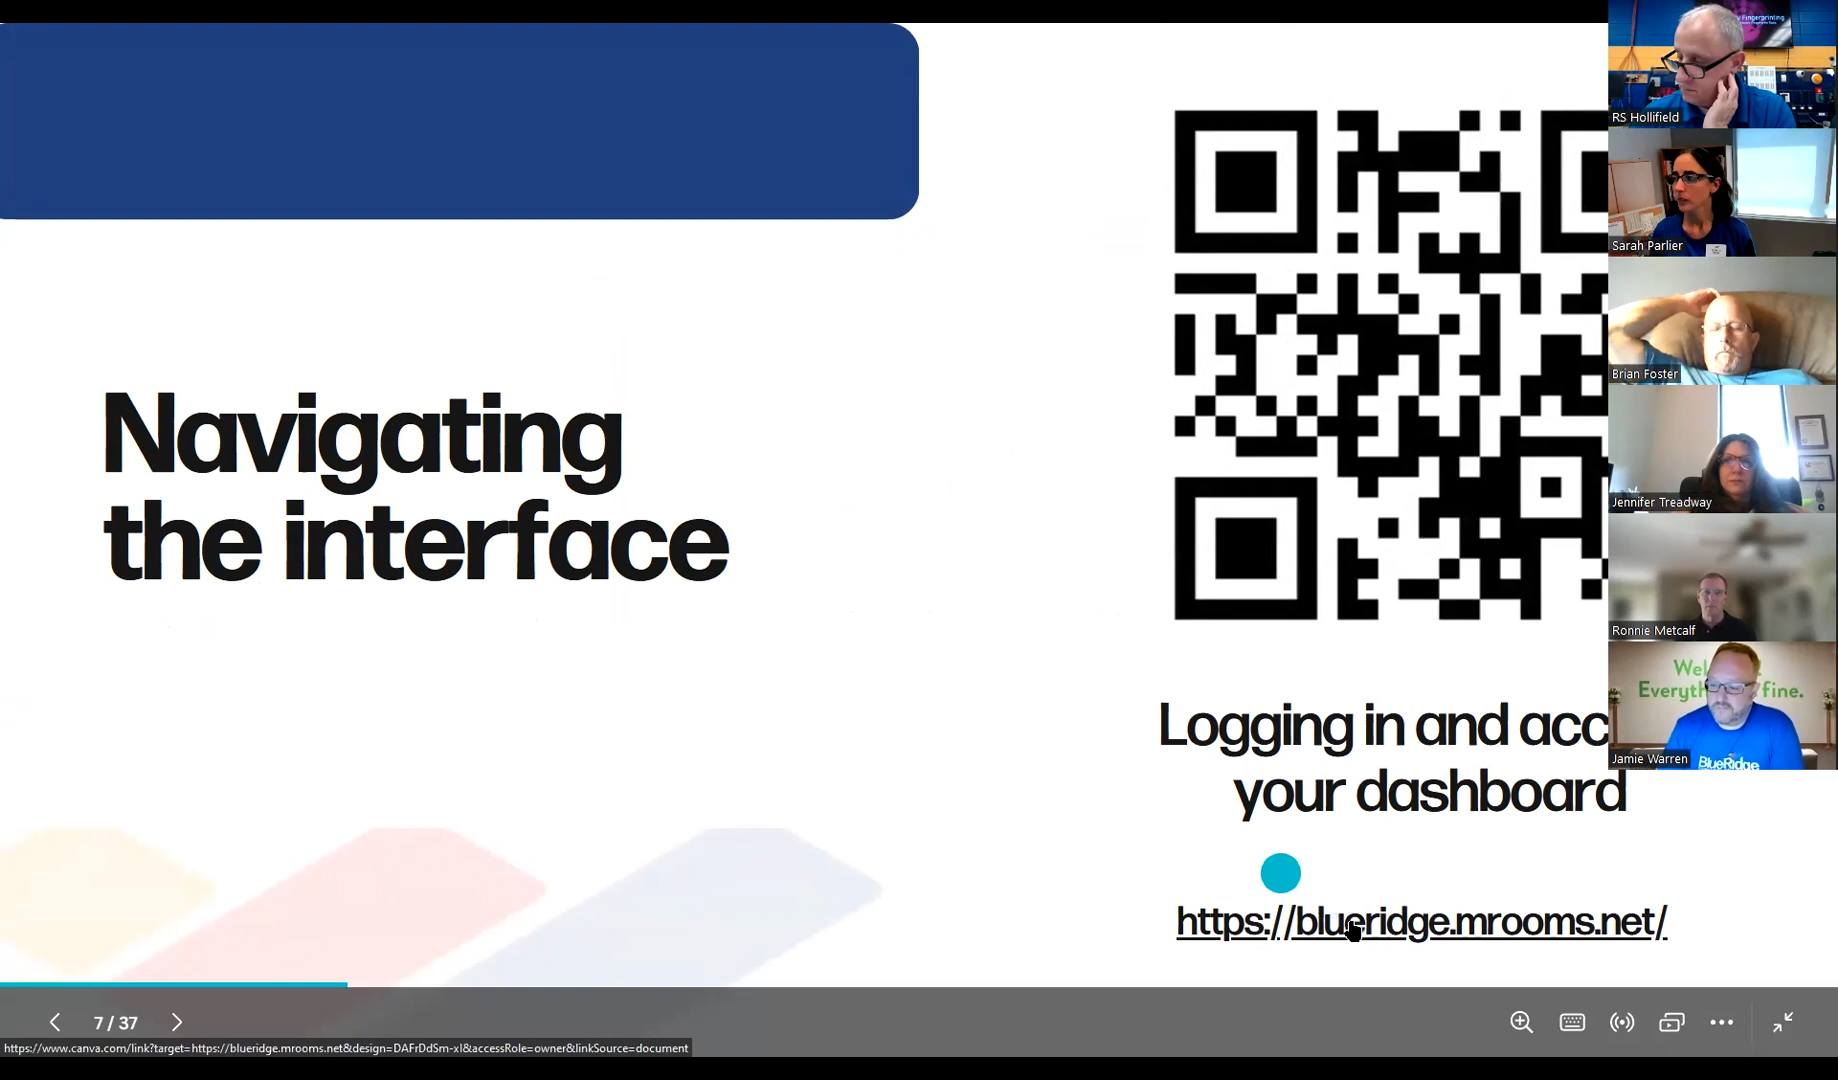 Navigating
the interface
Logging in and acc
your dashboard
https://blueridge.mrooms.net/
7 / 37
https://www.canva.com/link?target=https://blueridge.mrooms.net&design=DAFrDdSm-xI&accessRole=owner&linkSource=document
Fingerprinting
RS Hollifield
Sarah Parlier
Brian Foster
Jennifer Treadway
Ronnie Metcalf
Wel
Everyth fine.
BlueRidge
Jamie Warren